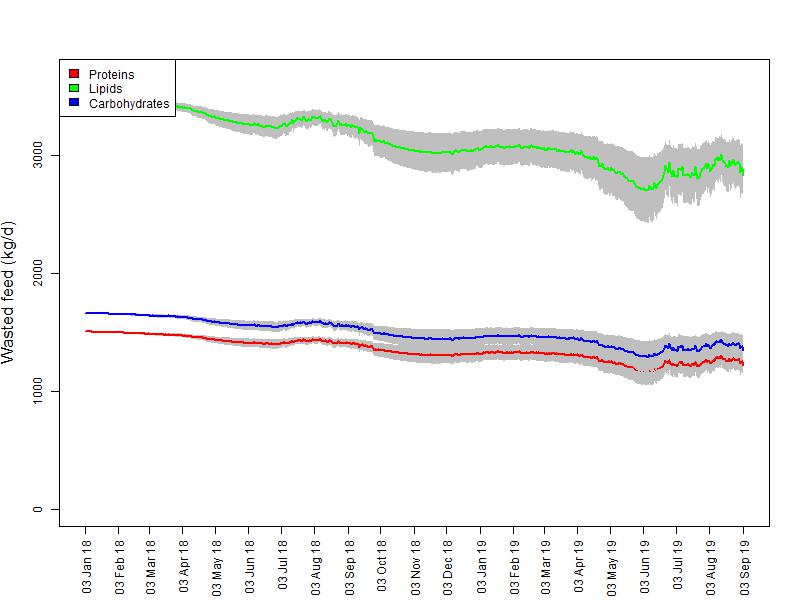 Proteins
Lipids
Carbohydrates
Wasted feed (kg/d)
3000
2000
1000
0
03 Jan 18
03 Feb 18
03 Mar 18
03 Apr 18
03 May 18
03 Jun 18
03 Jul 18
03 Aug 18
03 Sep 18
03 Oct 18
03 Nov 18
03 Dec 18
03 Jan 19
03 Feb 19
03 Mar 19
03 Apr 19
03 May 19
03 Jun 19
03 Jul 19
03 Aug 19
03 Sep 19